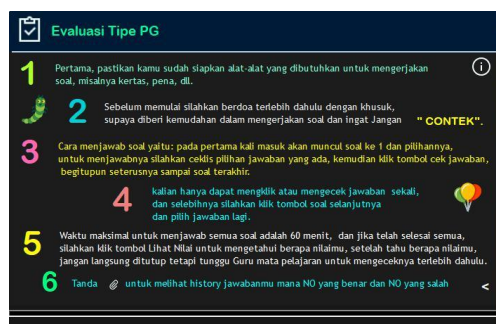 Evaluasi Tipe PG
1 Pertama, pastikan kamu sudah siapkan alat-alat yang dibutuhkan untuk mengerjakan
soal, misalnya kertas, pena, dll.
2 Sebelum memulai silahkan berdoa terlebih dahulu dengan khusuk,
supaya diberi kemudahan dalam mengerjakan soal dan ingat Jangan " CONTEK".
3 Cara menjawab soal yaitu: pada pertama kali masuk akan muncul soal ke 1 dan pilihannya,
untuk menjawabnya silahkan ceklis pilihan jawaban yang ada, kemudian klik tombol cek jawaban,
begitupun seterusnya sampai soal terakhir.
4 kalian hanya dapat mengklik atau mengecek jawaban sekali,
dan selebihnya silahkan klik tombol soal selanjutnya
dan pilih jawaban lagi.
5 Waktu maksimal untuk menjawab semua soal adalah 60 menit, dan jika telah selesai semua,
silahkan klik tombol Lihat Nilai untuk mengetahui berapa nilaimu, setelah tahu berapa nilaimu,
jangan langsung ditutup tetapi tunggu Guru mata pelajaran untuk mengeceknya terlebih dahulu.
6 Tanda untuk melihat history jawabanmu mana NO yang benar dan NO yang salah <